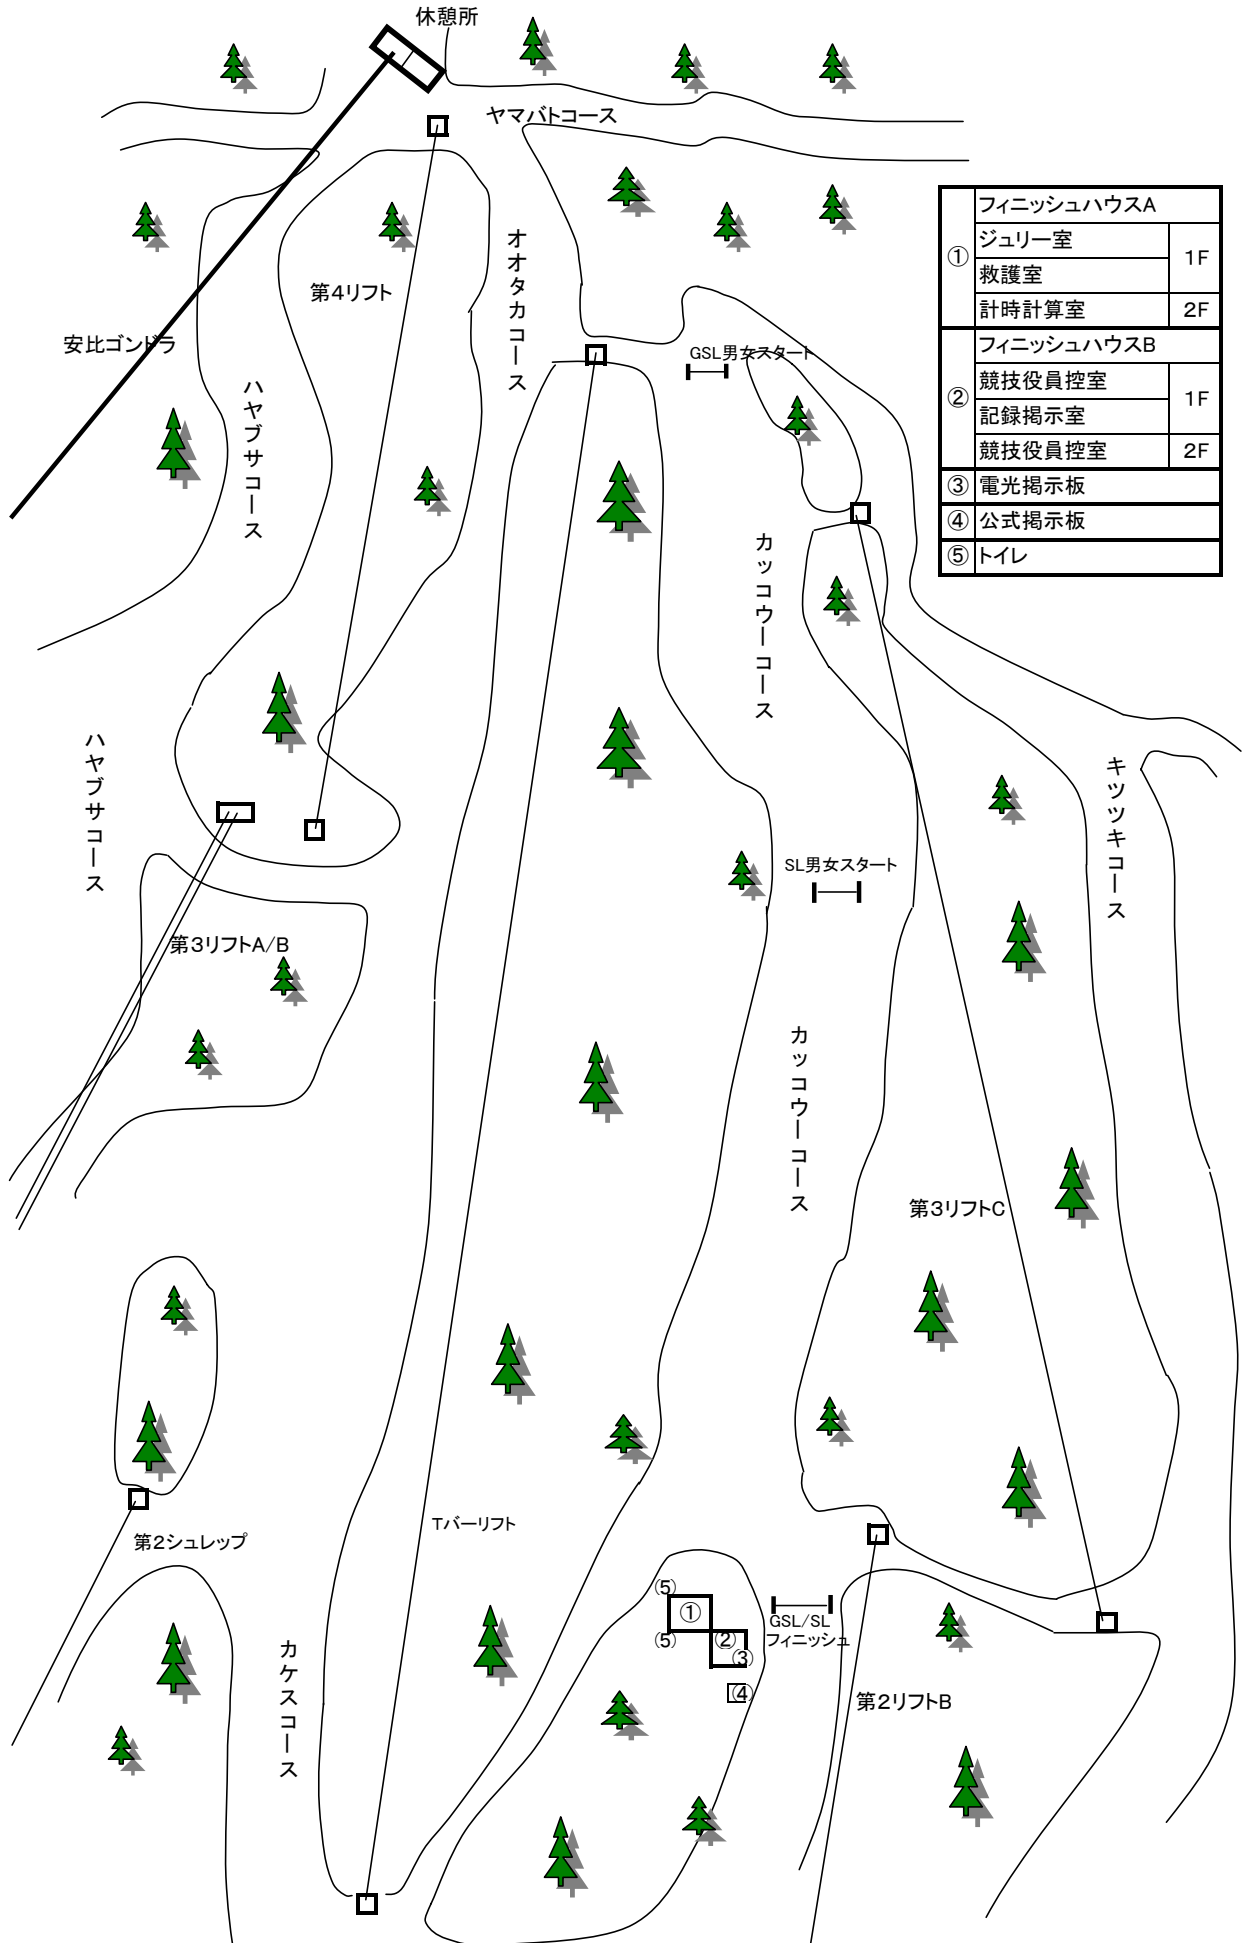 休憩所
ヤマバトコース
オオタカコース
第4リフト
安比ゴンドラ
ハヤブサコース
GSL男女スタート
①
フィニッシュハウスA
ジュリー室
救護室
1F
計時計算室
2F
②
フィニッシュハウスB
競技役員控室
記録掲示室
1F
競技役員控室
2F
③
電光掲示板
④
公式掲示板
⑤
トイレ
カッコウーコース
ハヤブサコース
キツツキコース
SL男女スタート
第3リフトA/B
カッコウーコース
第3リフトC
Tバーリフト
第2シュレップ
⑤
①
⑤
②
③
④
GSL/SL
フィニッシュ
カケスコース
第2リフトB